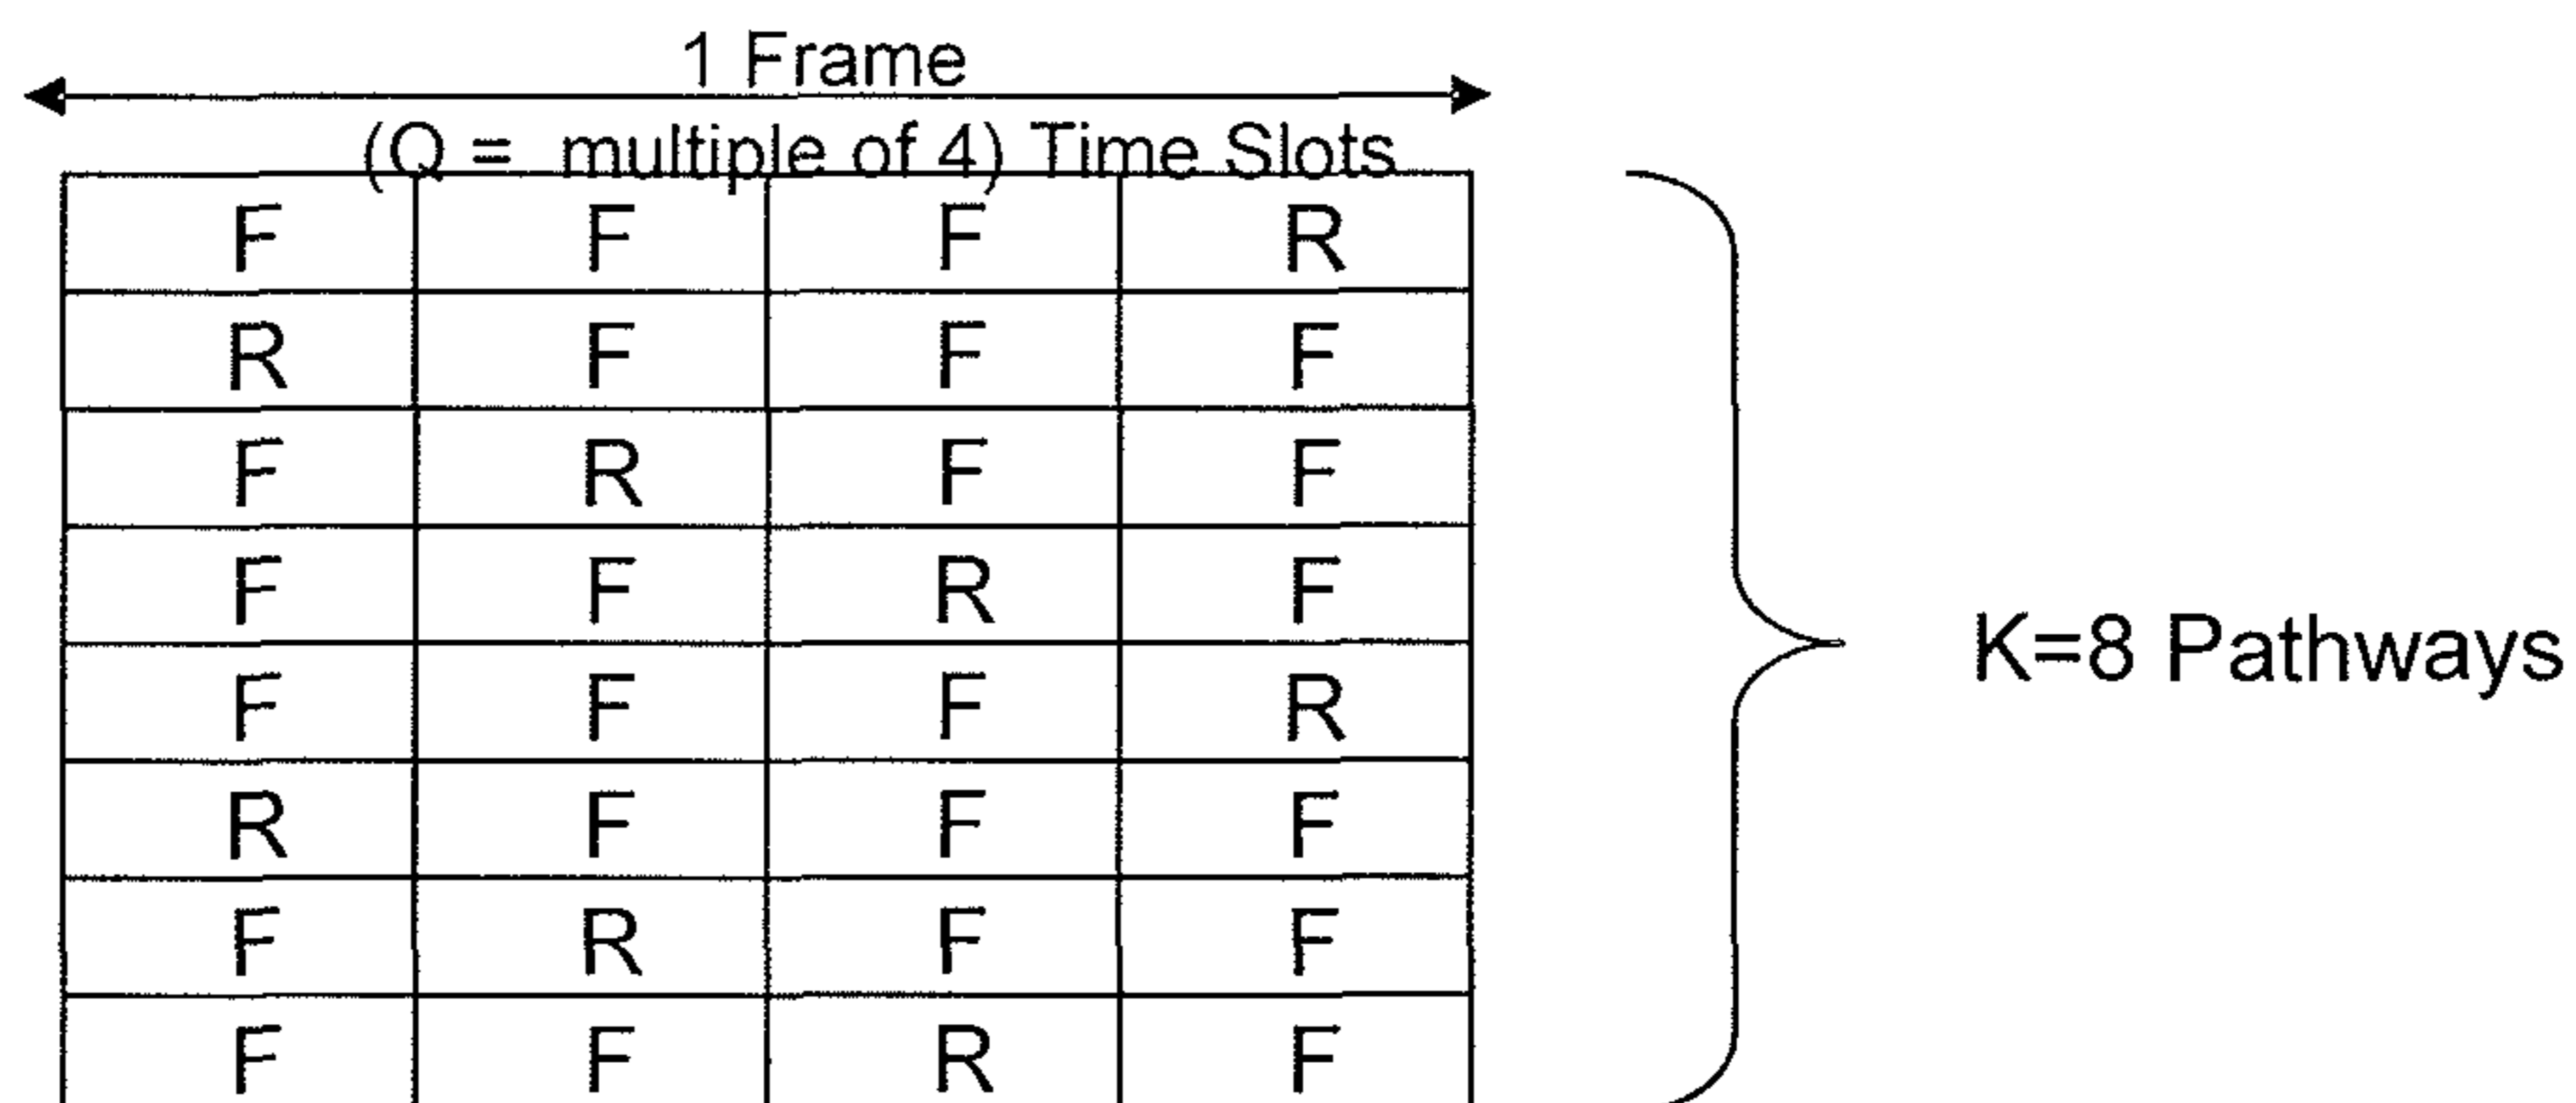 1 Frame
(Q = multiple of 4) Time Slots
F F F R
R F F F
F R F F
F F R F
F F F R
K=8 Pathways
R F F F
F R F F
F F R F